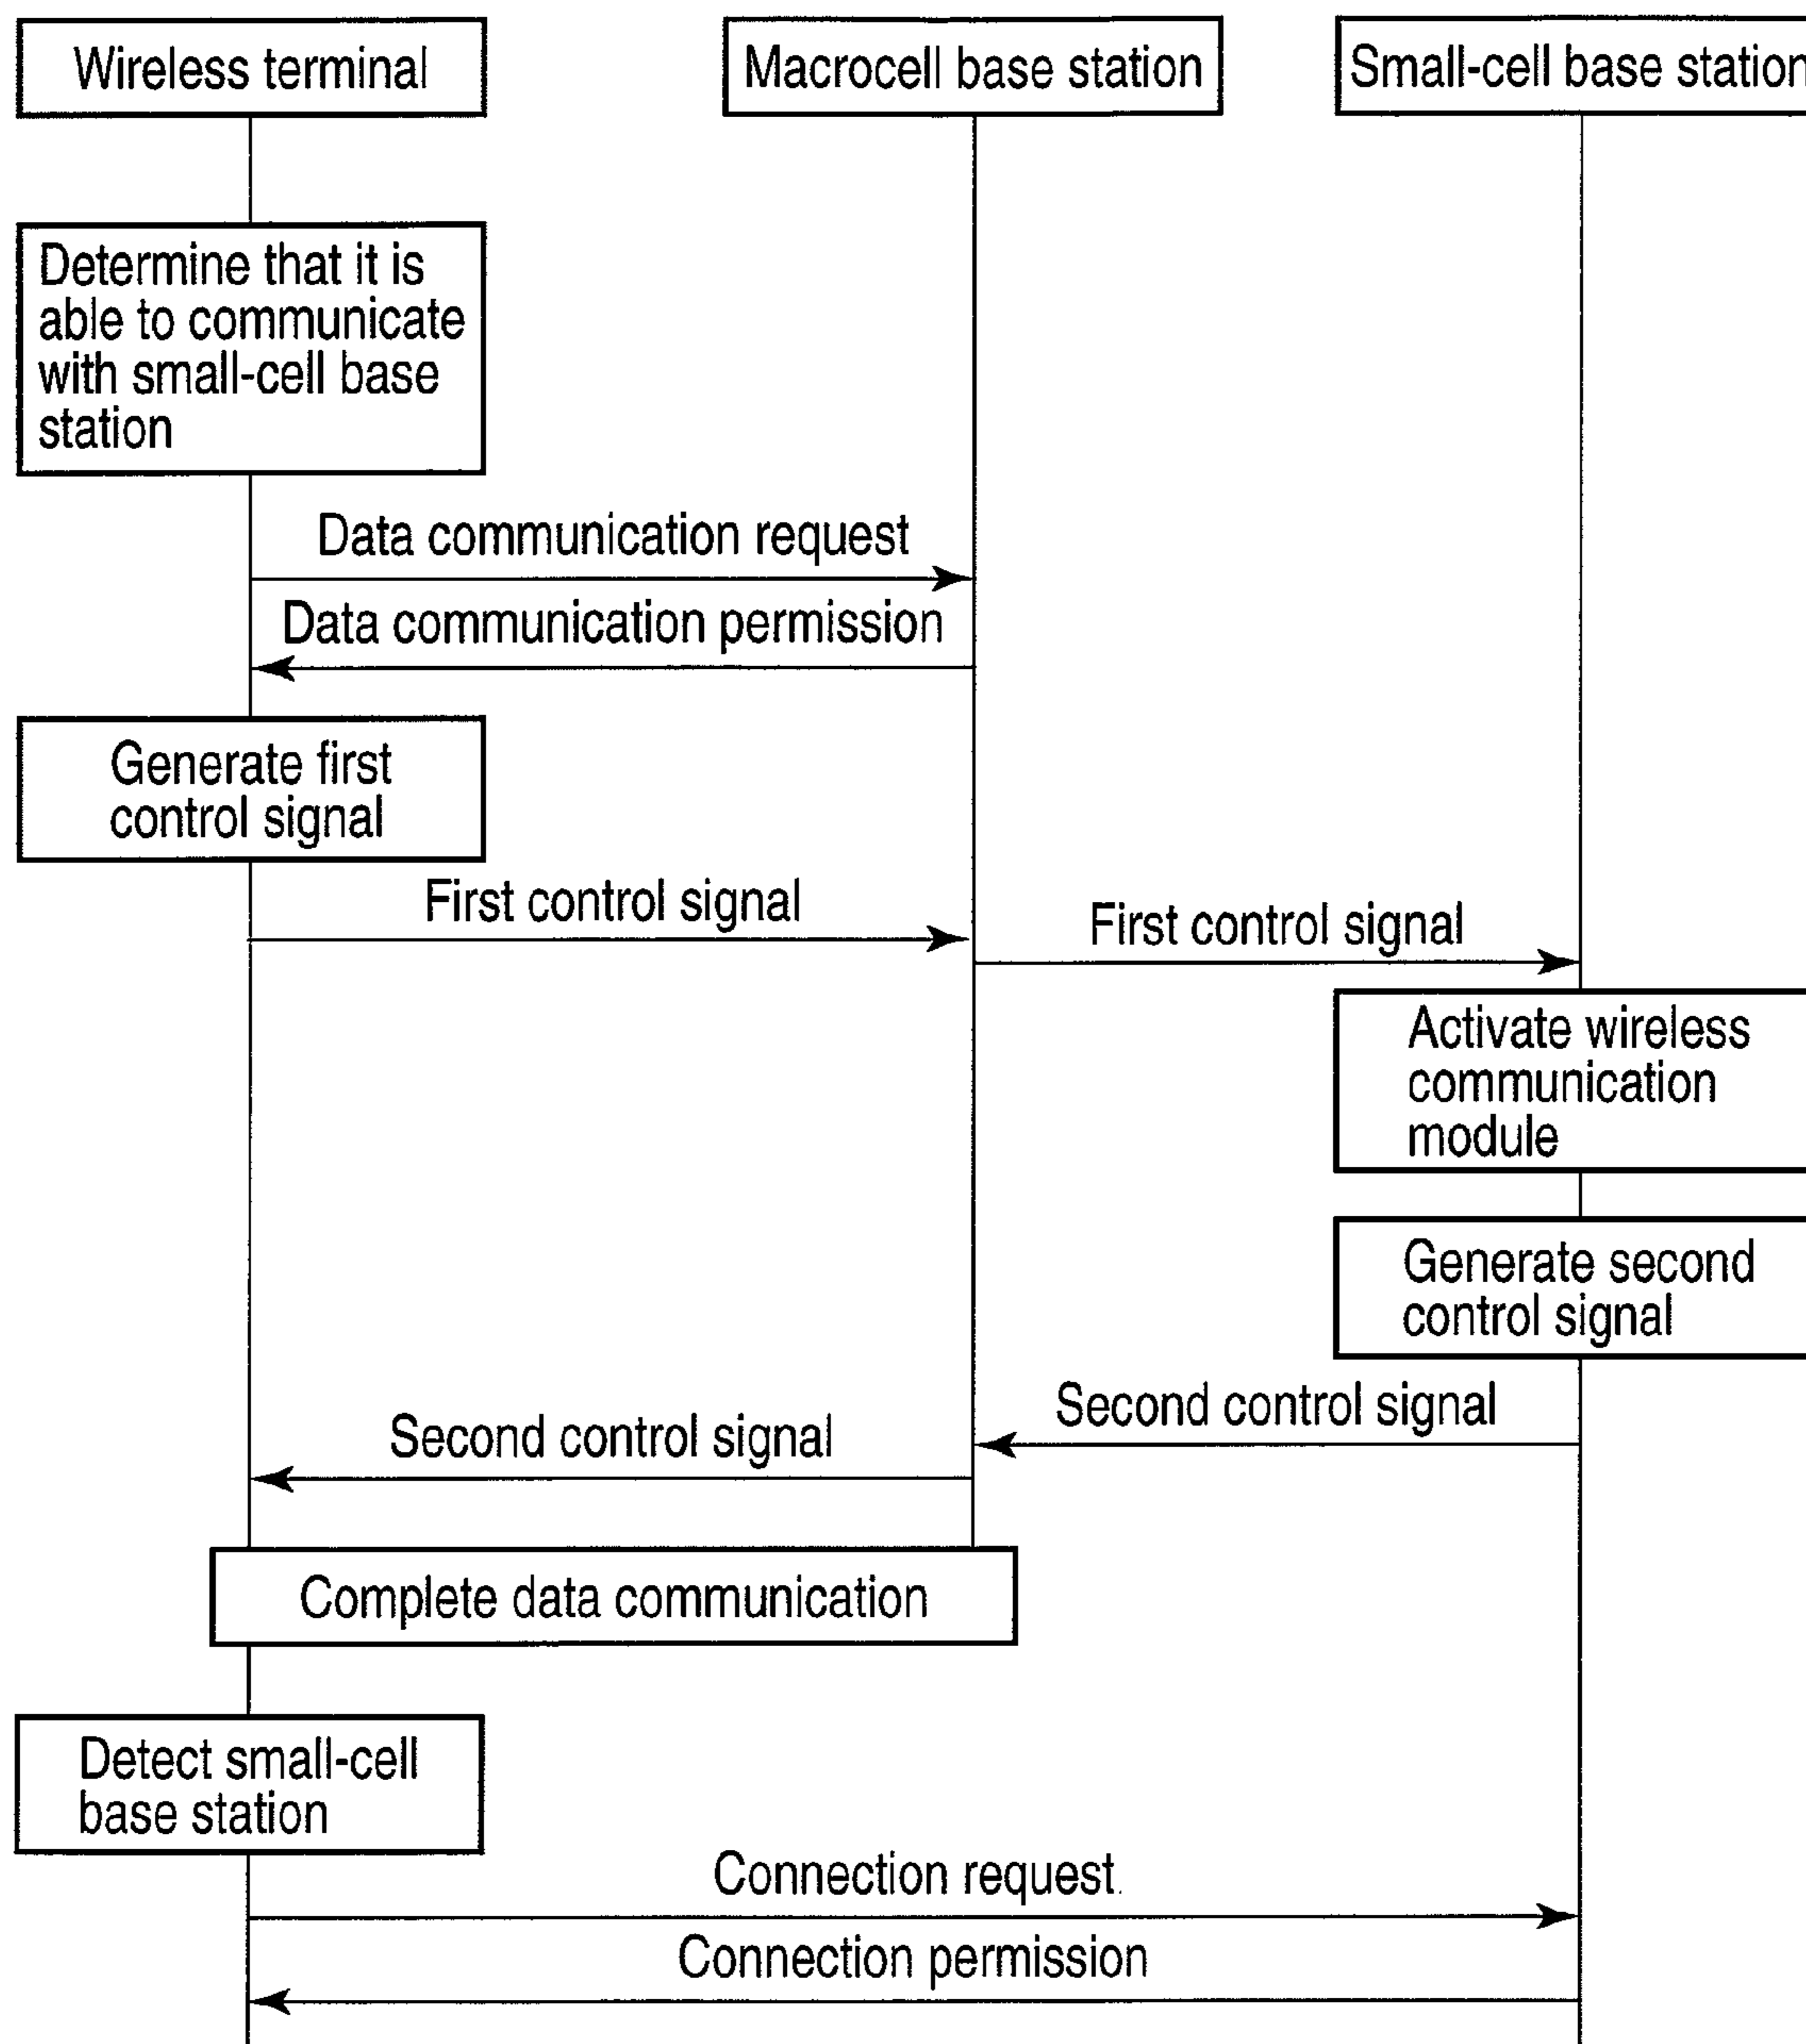 Wireless terminal
Macrocell base station
Small-cell base station
Determine that it is
able to communicate
with small-cell base
station
Data communication request
Data communication permission
Generate first
control signal
First control signal
First control signal
Activate wireless
communication
module
Generate second
control signal
Second control signal
Second control signal
Complete data communication
Detect small-cell
base station
Connection request
Connection permission